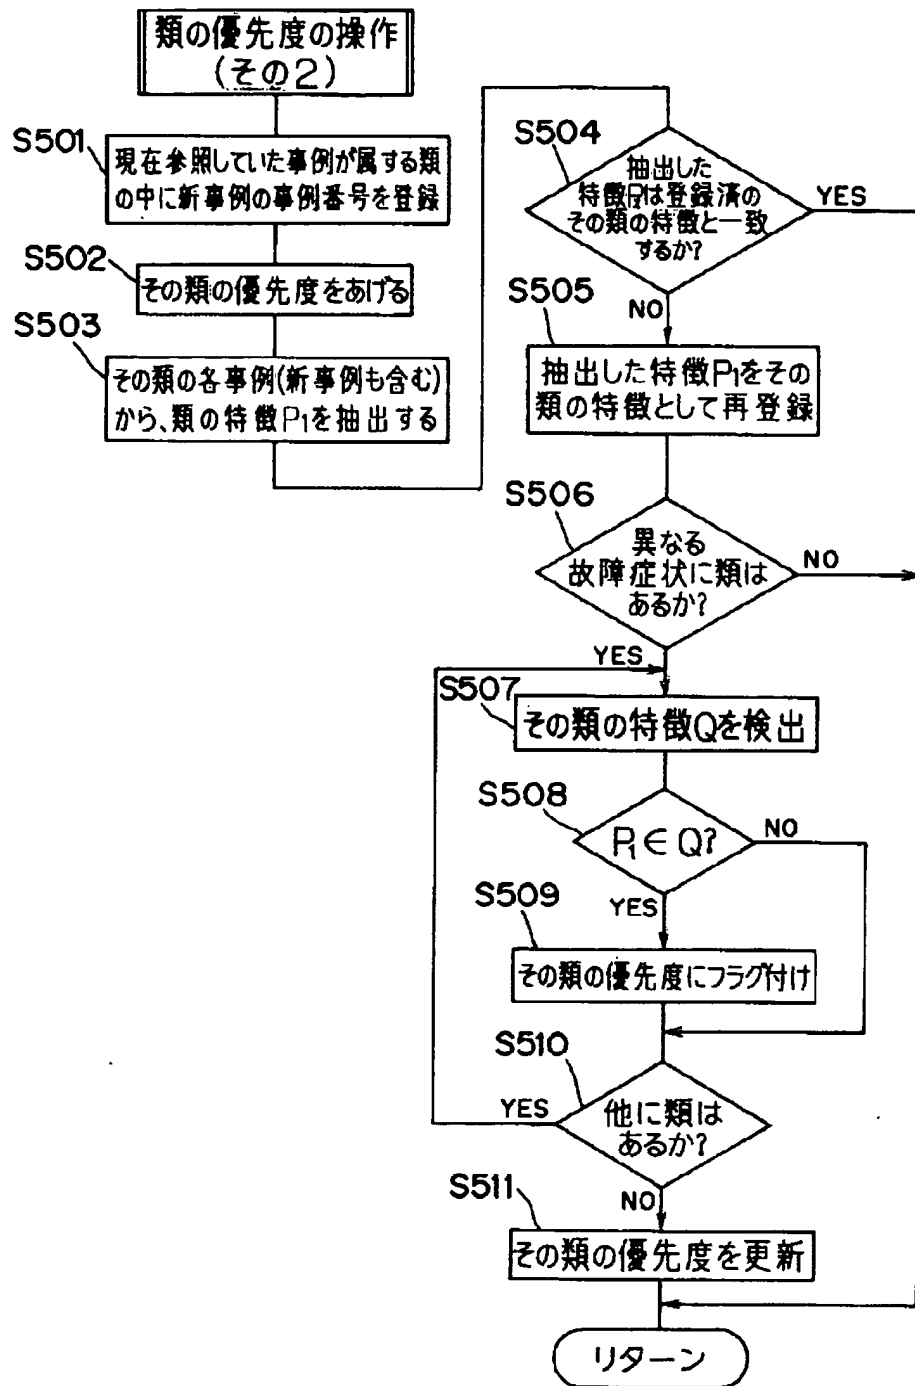 類の優先度の操作
(その2)
S501
現在参照していた事例が属する類
の中に新事例の事例番号を登録
S502
その類の優先度をあげる
S503
その類の各事例(新事例も含む)
から、類の特徴P₁を抽出する
S504
抽出した
特徴P₁は登録済の
その類の特徴と一致
するか?
YES
NO
S505
抽出した特徴P₁をその
類の特徴として再登録
S506
異なる
故障症状に類は
あるか?
NO
YES
S507
その類の特徴Qを検出
S508
P₁∈Q?
NO
YES
S509
その類の優先度にフラグ付け
S510
他に類は
あるか?
YES
NO
S511
その類の優先度を更新
リターン